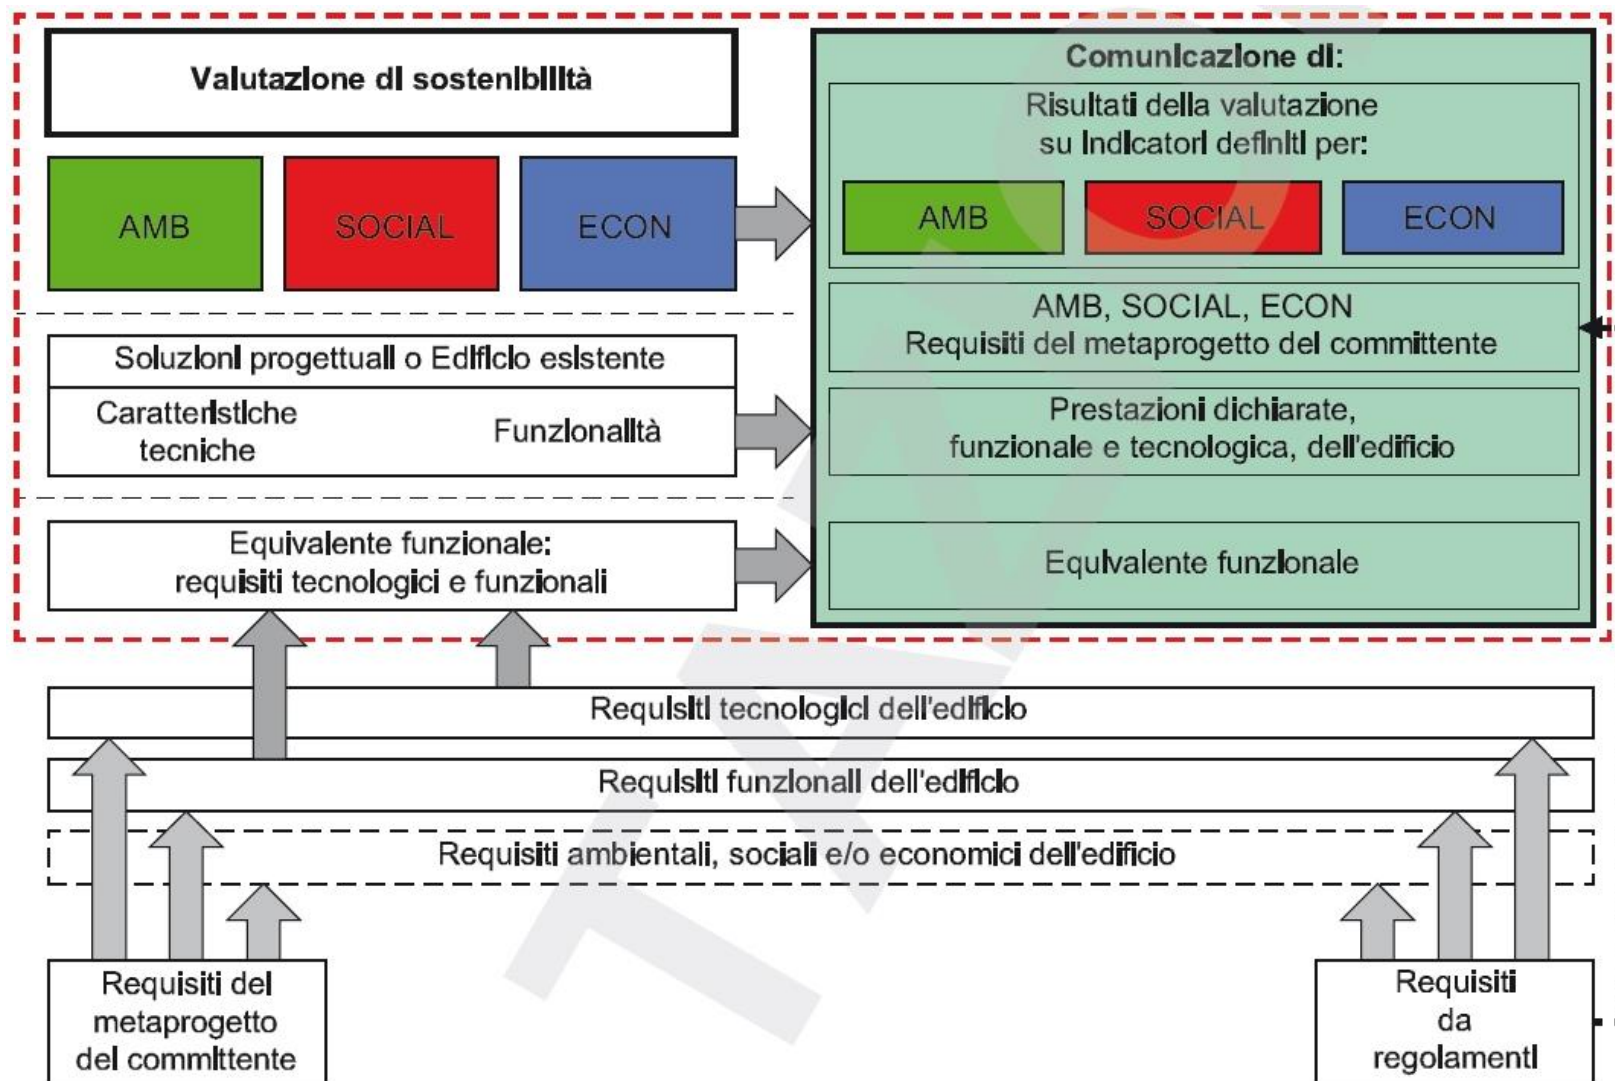 Valutazione di sostenibilità
AMB
SOCIAL
ECON
Comunicazione di:
Risultati della valutazione
su indicatori definiti per:
AMB
SOCIAL
ECON
AMB, SOCIAL, ECON
Requisiti del metaprogetto del committente
Soluzioni progettuali o Edificio esistente
Caratteristiche
tecniche
Funzionalità
Prestazioni dichiarate,
funzionale e tecnologica, dell'edificio
Equivalente funzionale:
requisiti tecnologici e funzionali
Equivalente funzionale
Requisiti tecnologici dell'edificio
Requisiti funzionali dell'edificio
Requisiti ambientali, sociali e/o economici dell'edificio
Requisiti del
metaprogetto
del committente
Requisiti
da
regolamenti